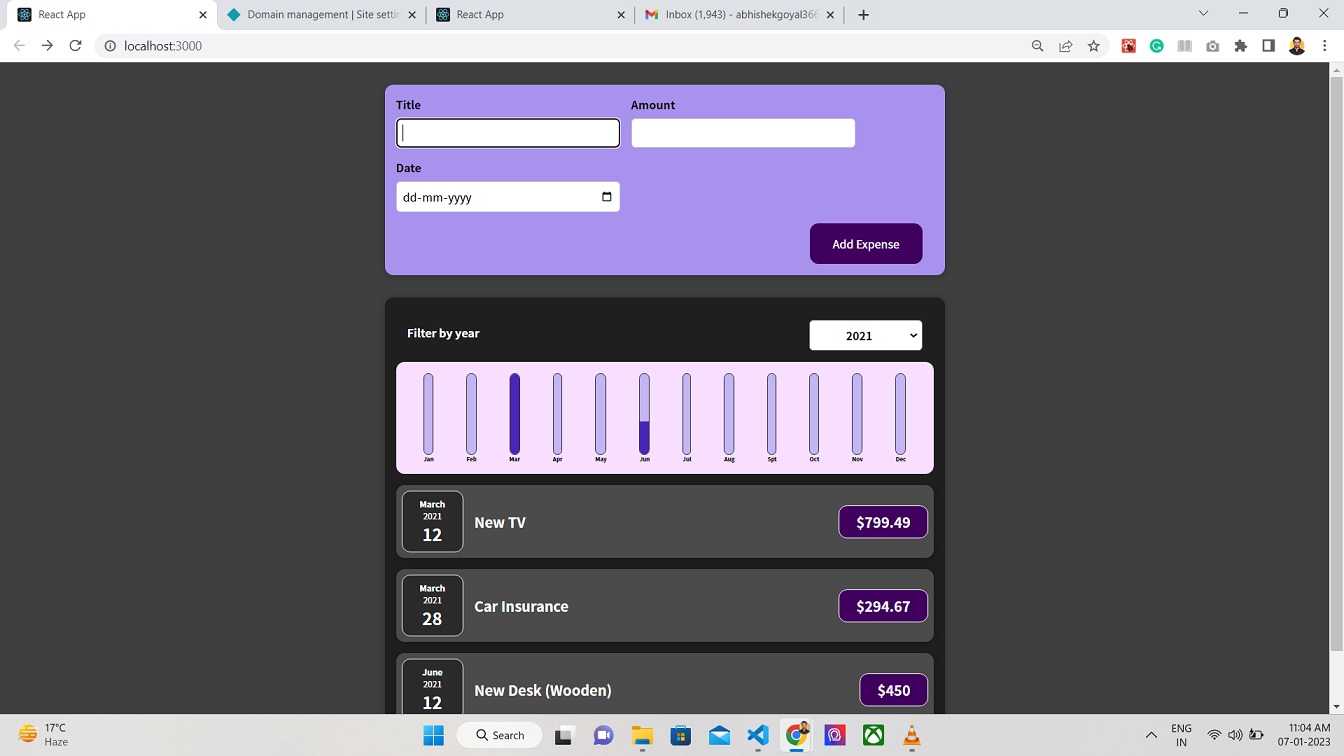 React App
Domain management | Site settin
React App
Inbox (1,943) - abhishekgoyal366
localhost:3000
Title
Amount
Date
dd-mm-yyyy
Add Expense
Filter by year
2021
Jan Feb Mar Apr May Jun Jul Aug Spt Oct Nov Dec
March
2021
12
New TV
$799.49
March
2021
28
Car Insurance
$294.67
June
2021
12
New Desk (Wooden)
$450
17°C
Haze
Search
ENG
IN
11:04 AM
07-01-2023